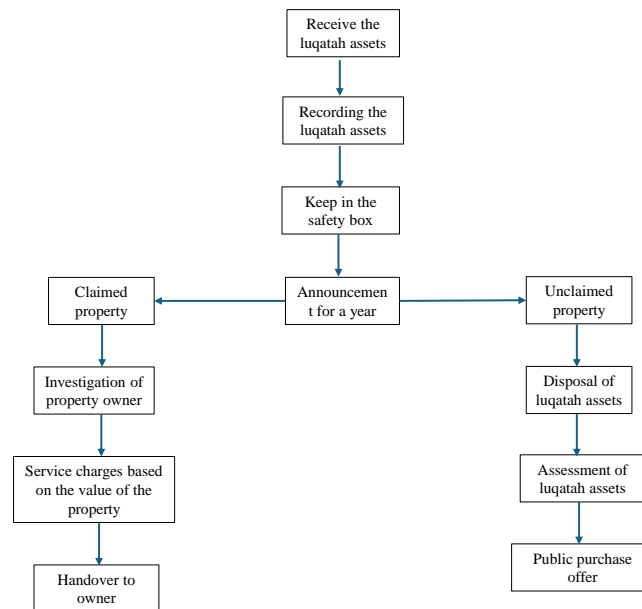 Receive the
luqatah assets
Recording the
luqatah assets
Keep in the
safety box
Announcemen
t for a year
Claimed
property
Unclaimed
property
Investigation of
property owner
Disposal of
luqatah assets
Service charges based
on the value of the
property
Assessment of
luqatah assets
Handover to
owner
Public purchase
offer